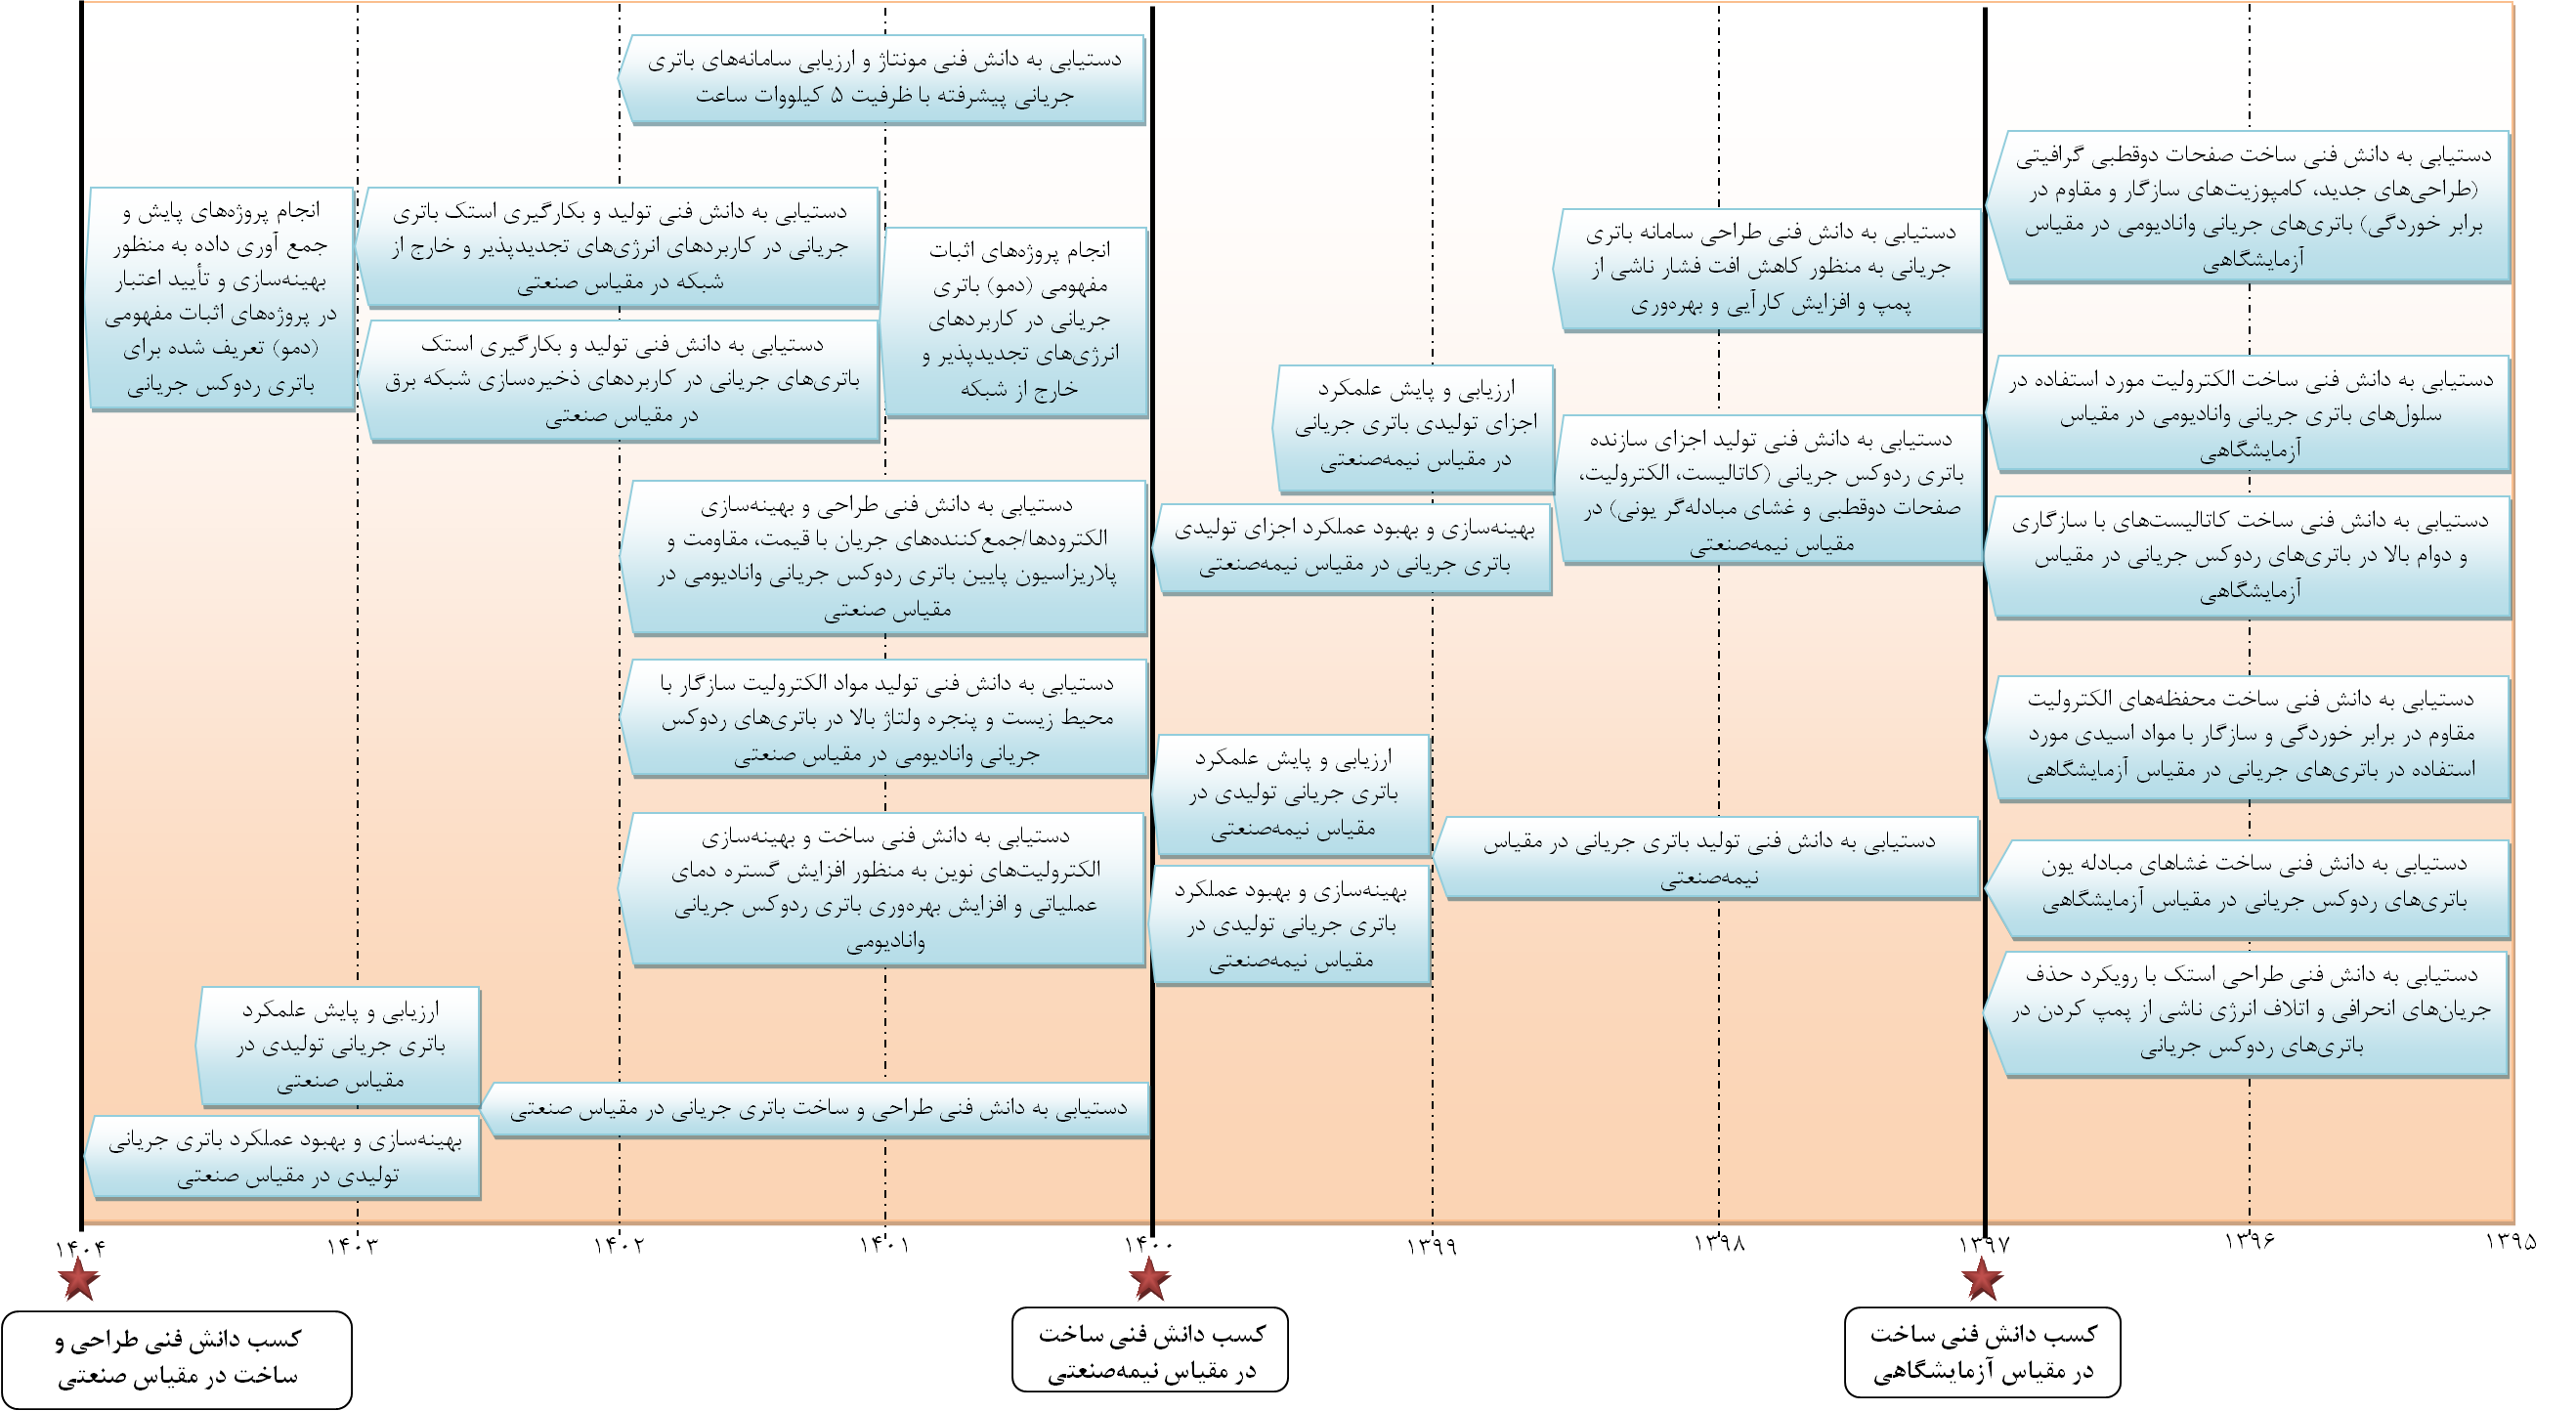 دستیابی به دانش فنی ساخت صفحات دوقطبی گرافیتی
(طراحی‌های جدید، کامپوزیت‌های سازگار و مقاوم در
برابر خوردگی) باتری‌های جریانی وانادیومی در مقیاس
آزمایشگاهی
دستیابی به دانش فنی ساخت الکترولیت مورد استفاده در
سلول‌های باتری جریانی وانادیومی در مقیاس
آزمایشگاهی
دستیابی به دانش فنی ساخت کاتالیست‌های با سازگاری
و دوام بالا در باتری‌های ردوکس جریانی در مقیاس
آزمایشگاهی
دستیابی به دانش فنی ساخت محفظه‌های الکترولیت
مقاوم در برابر خوردگی و سازگار با مواد اسیدی مورد
استفاده در باتری‌های جریانی در مقیاس آزمایشگاهی
دستیابی به دانش فنی ساخت غشاهای مبادله یون
باتری‌های ردوکس جریانی در مقیاس آزمایشگاهی
دستیابی به دانش فنی طراحی استک با رویکرد حذف
جریان‌های انحرافی و اتلاف انرژی ناشی از پمپ کردن در
باتری‌های ردوکس جریانی
دستیابی به دانش فنی طراحی سامانه باتری
جریانی به منظور کاهش افت فشار ناشی از
پمپ و افزایش کارآیی و بهره‌وری
دستیابی به دانش فنی تولید اجزای سازنده
باتری ردوکس جریانی (کاتالیست، الکترولیت،
صفحات دوقطبی و غشای مبادله‌گر یونی) در
مقیاس نیمه‌صنعتی
ارزیابی و پایش علمکرد
اجزای تولیدی باتری جریانی
در مقیاس نیمه‌صنعتی
بهینه‌سازی و بهبود عملکرد اجزای تولیدی
باتری جریانی در مقیاس نیمه‌صنعتی
دستیابی به دانش فنی تولید باتری جریانی در مقیاس
نیمه‌صنعتی
ارزیابی و پایش علمکرد
باتری جریانی تولیدی در
مقیاس نیمه‌صنعتی
بهینه‌سازی و بهبود عملکرد
باتری جریانی تولیدی در
مقیاس نیمه‌صنعتی
دستیابی به دانش فنی مونتاژ و ارزیابی سامانه‌های باتری
جریانی پیشرفته با ظرفیت ۵ کیلووات ساعت
انجام پروژه‌های اثبات
مفهومی (دمو) باتری
جریانی در کاربردهای
انرژی‌های تجدیدپذیر و
خارج از شبکه
دستیابی به دانش فنی تولید و بکارگیری استک باتری
جریانی در کاربردهای انرژی‌های تجدیدپذیر و خارج از
شبکه در مقیاس صنعتی
دستیابی به دانش فنی تولید و بکارگیری استک
باتری‌های جریانی در کاربردهای ذخیره‌سازی شبکه برق
در مقیاس صنعتی
انجام پروژه‌های پایش و
جمع آوری داده به منظور
بهینه‌سازی و تأیید اعتبار
در پروژه‌های اثبات مفهومی
(دمو) تعریف شده برای
باتری ردوکس جریانی
دستیابی به دانش فنی طراحی و بهینه‌سازی
الکترودها/جمع‌کننده‌های جریان با قیمت، مقاومت و
پلاریزاسیون پایین باتری ردوکس جریانی وانادیومی در
مقیاس صنعتی
دستیابی به دانش فنی تولید مواد الکترولیت سازگار با
محیط زیست و پنجره ولتاژ بالا در باتری‌های ردوکس
جریانی وانادیومی در مقیاس صنعتی
دستیابی به دانش فنی ساخت و بهینه‌سازی
الکترولیت‌های نوین به منظور افزایش گستره دمای
عملیاتی و افزایش بهره‌وری باتری ردوکس جریانی
وانادیومی
دستیابی به دانش فنی طراحی و ساخت باتری جریانی در مقیاس صنعتی
ارزیابی و پایش علمکرد
باتری جریانی تولیدی در
مقیاس صنعتی
بهینه‌سازی و بهبود عملکرد باتری جریانی
تولیدی در مقیاس صنعتی
۱۳۹۵
۱۳۹۶
۱۳۹۷
۱۳۹۸
۱۳۹۹
۱۴۰۰
۱۴۰۱
۱۴۰۲
۱۴۰۳
۱۴۰۴
کسب دانش فنی ساخت
در مقیاس آزمایشگاهی
کسب دانش فنی ساخت
در مقیاس نیمه‌صنعتی
کسب دانش فنی طراحی و
ساخت در مقیاس صنعتی